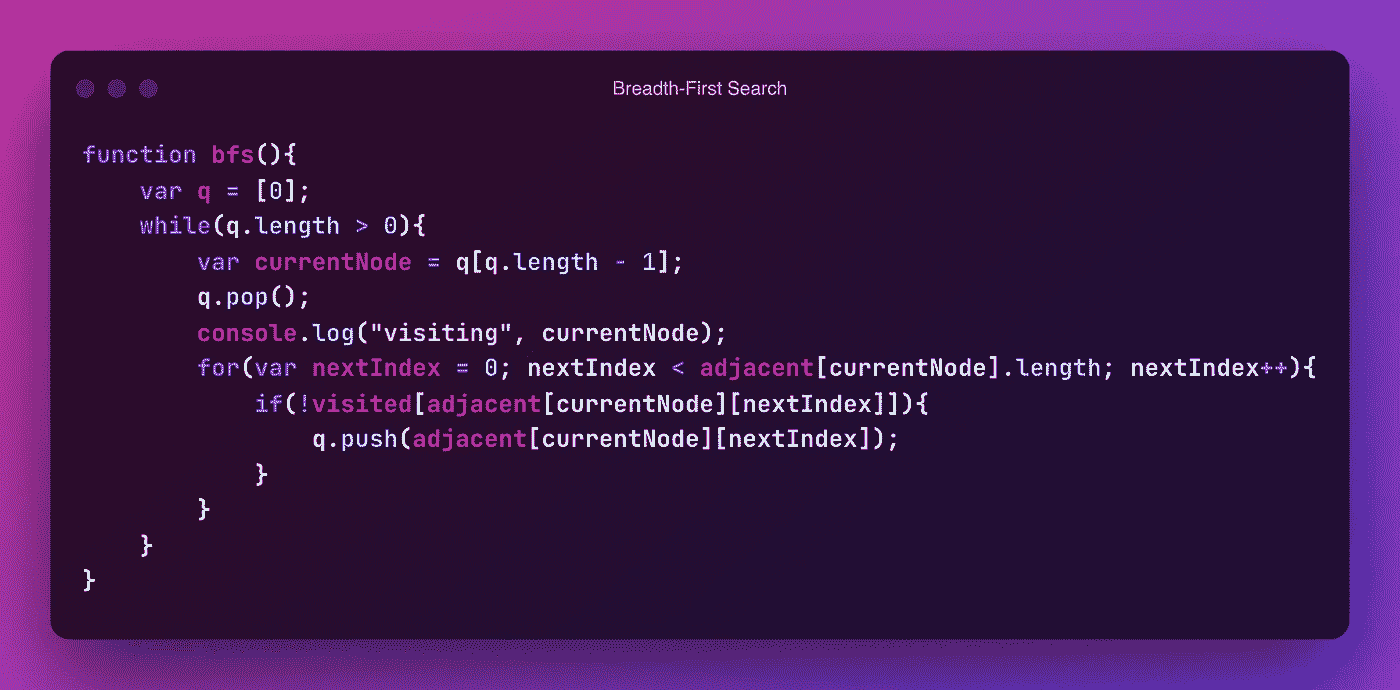 Breadth-First Search
function bfs(){
    var q = [0];
    while(q.length > 0){
        var currentNode = q[q.length - 1];
        q.pop();
        console.log("visiting", currentNode);
        for(var nextIndex = 0; nextIndex < adjacent[currentNode].length; nextIndex++){
            if(!visited[adjacent[currentNode][nextIndex]]){
                q.push(adjacent[currentNode][nextIndex]);
            }
        }
    }
}